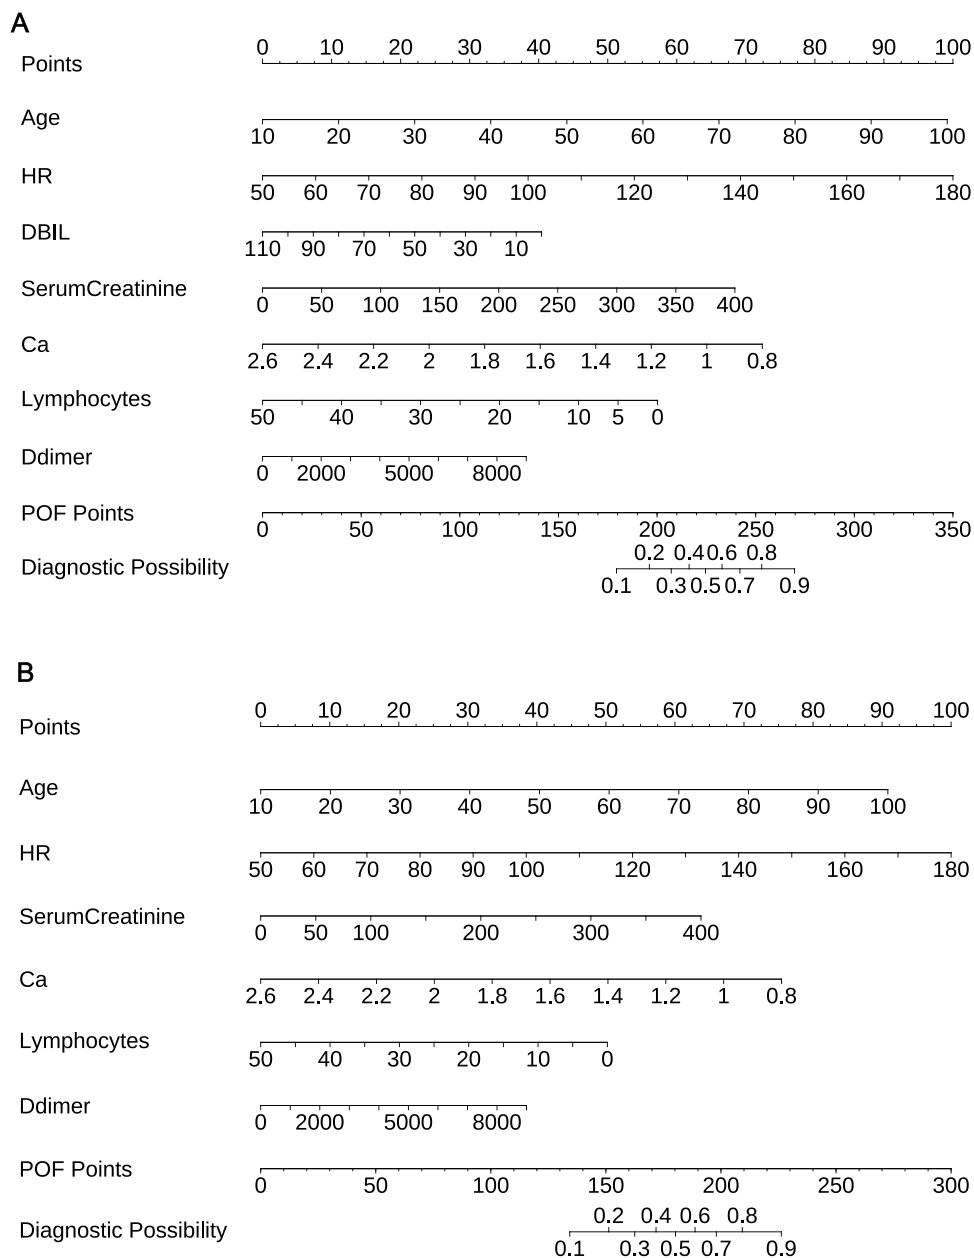 A
0 10 20 30 40 50 60 70 80 90 100
Points
Age
10 20 30 40 50 60 70 80 90 100
HR
50 60 70 80 90 100 120 140 160 180
DBIL
110 90 70 50 30 10
SerumCreatinine
0 50 100 150 200 250 300 350 400
Ca
2.6 2.4 2.2 2 1.8 1.6 1.4 1.2 1 0.8
Lymphocytes
50 40 30 20 10 5 0
Ddimer
0 2000 5000 8000
POF Points
0 50 100 150 200 250 300 350
0.2 0.4 0.6 0.8
Diagnostic Possibility
0.1 0.3 0.5 0.7 0.9
B
0 10 20 30 40 50 60 70 80 90 100
Points
Age
10 20 30 40 50 60 70 80 90 100
HR
50 60 70 80 90 100 120 140 160 180
SerumCreatinine
0 50 100 200 300 400
Ca
2.6 2.4 2.2 2 1.8 1.6 1.4 1.2 1 0.8
Lymphocytes
50 40 30 20 10 0
Ddimer
0 2000 5000 8000
POF Points
0 50 100 150 200 250 300
0.2 0.4 0.6 0.8
Diagnostic Possibility
0.1 0.3 0.5 0.7 0.9